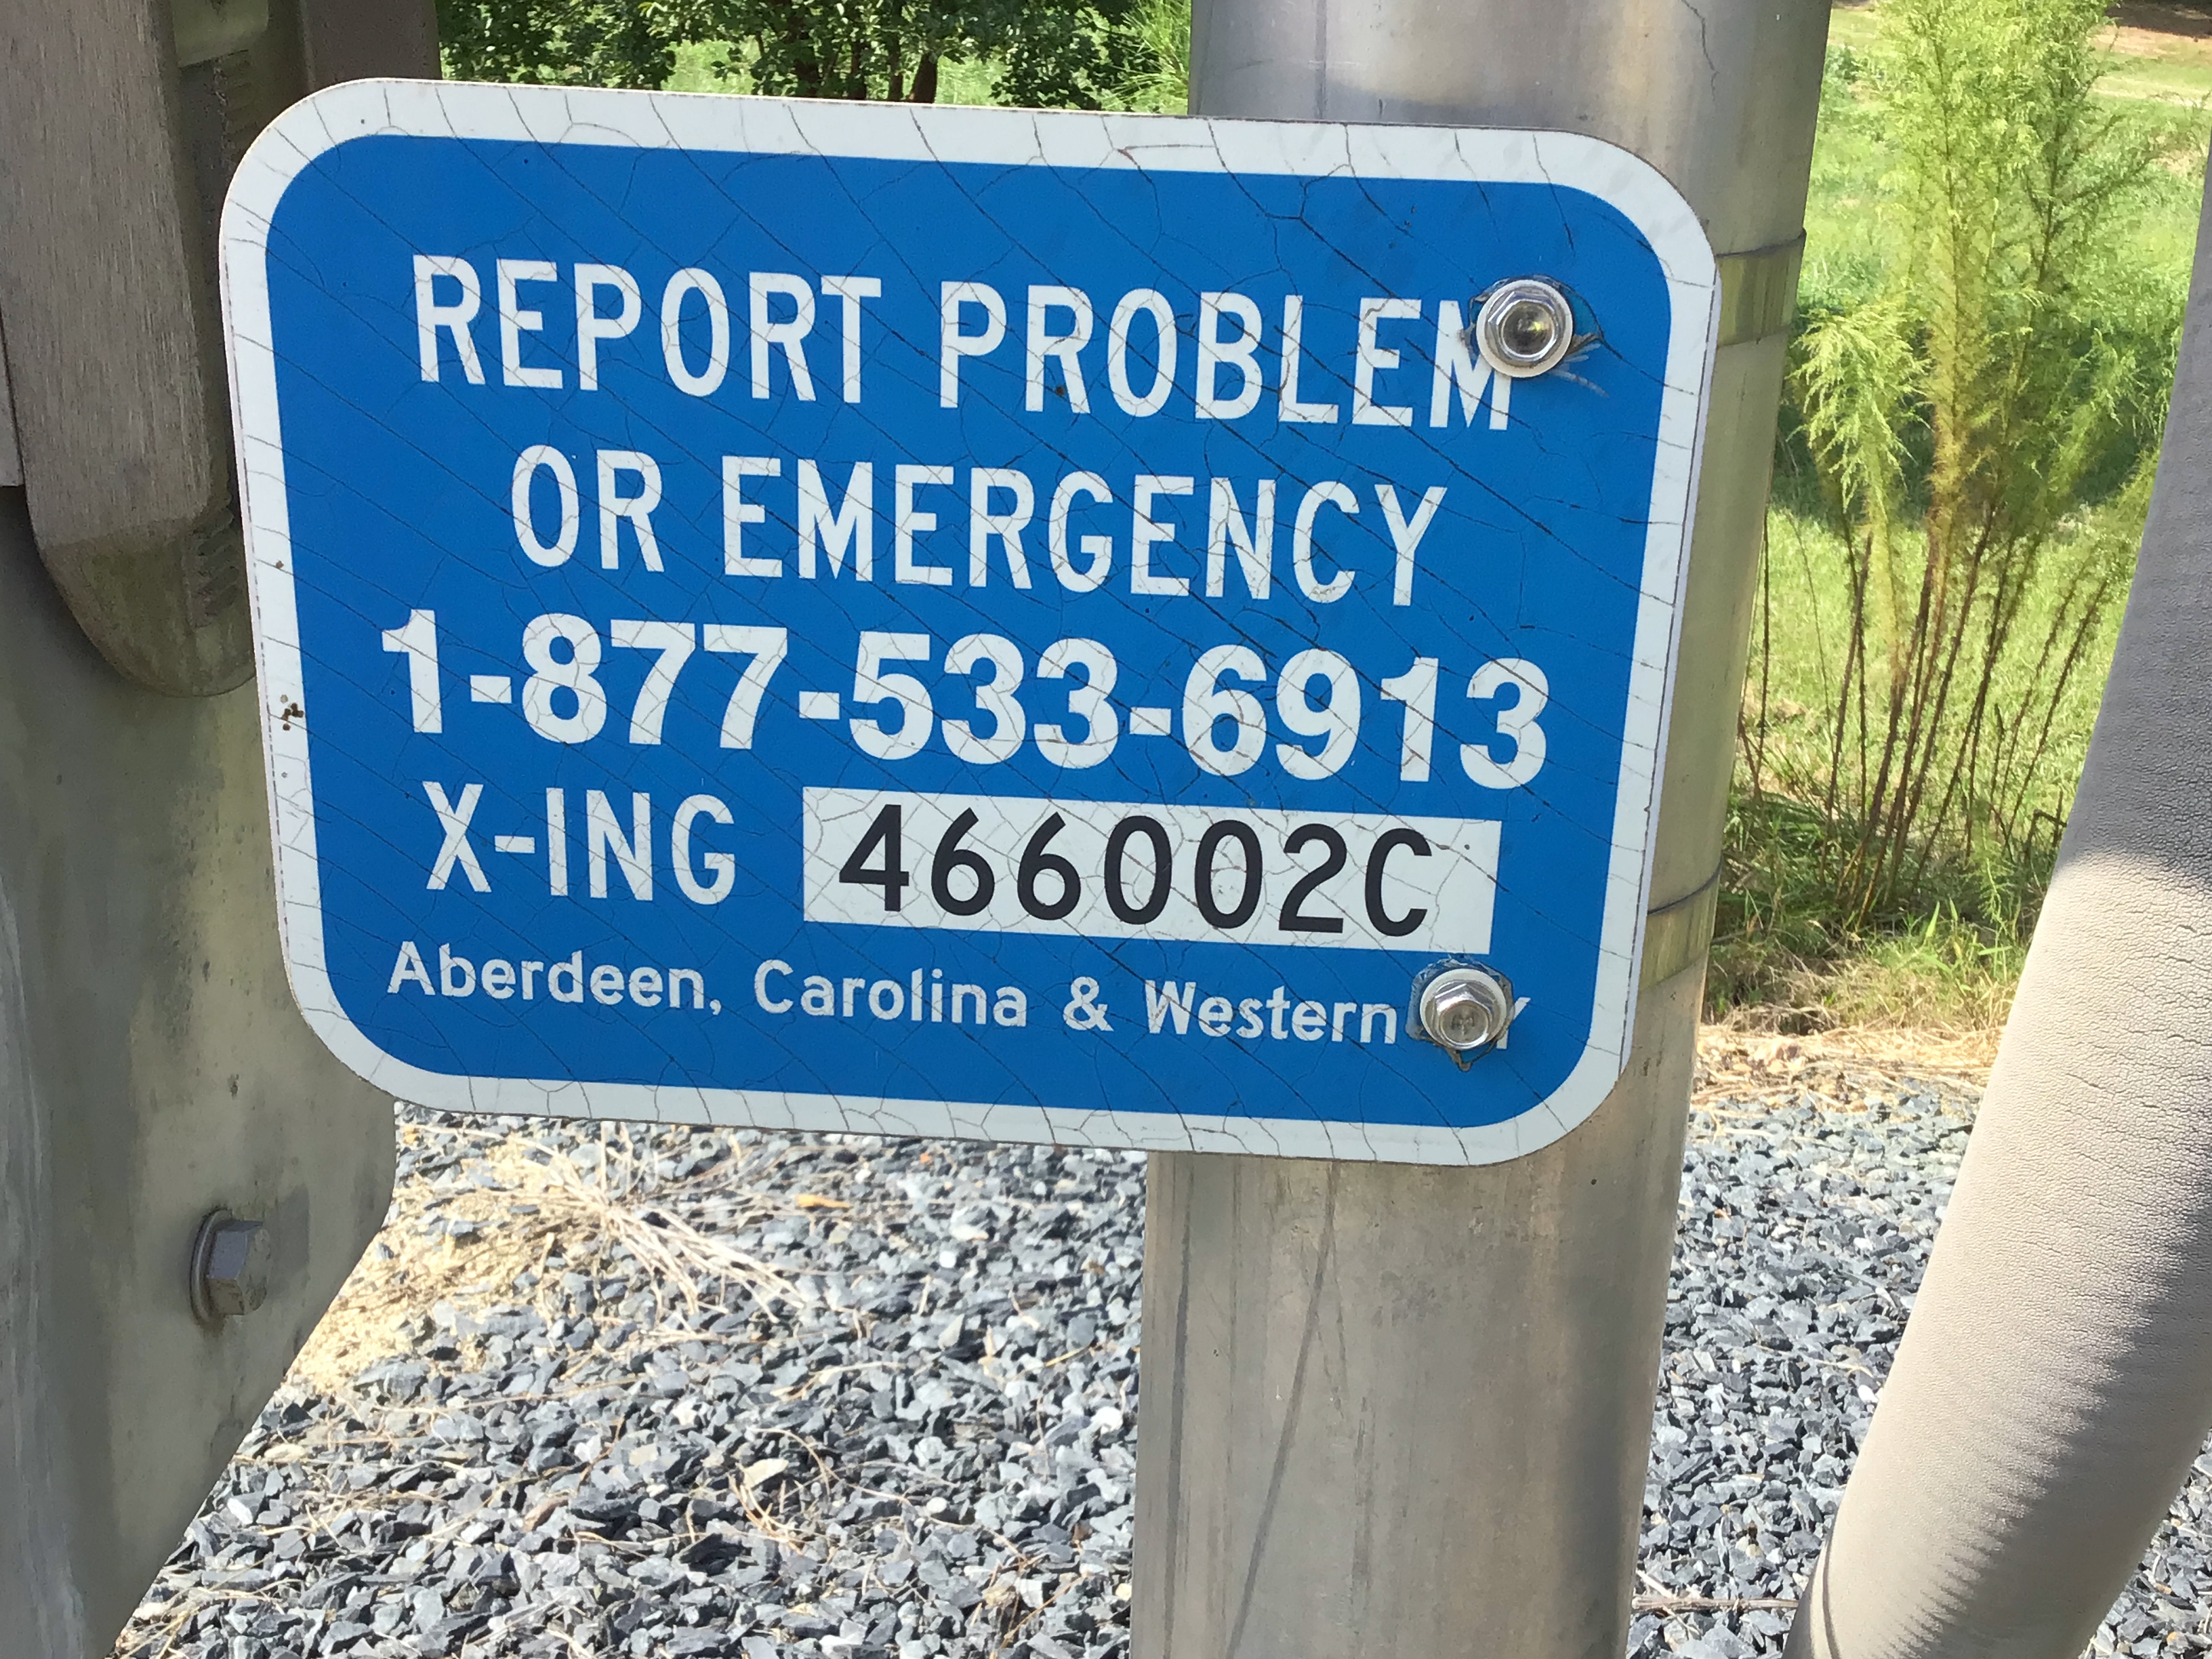 REPORT PROBLEM
OR EMERGENCY
1-877-533-6913
X-ING 466002C
Aberdeen, Carolina & Western